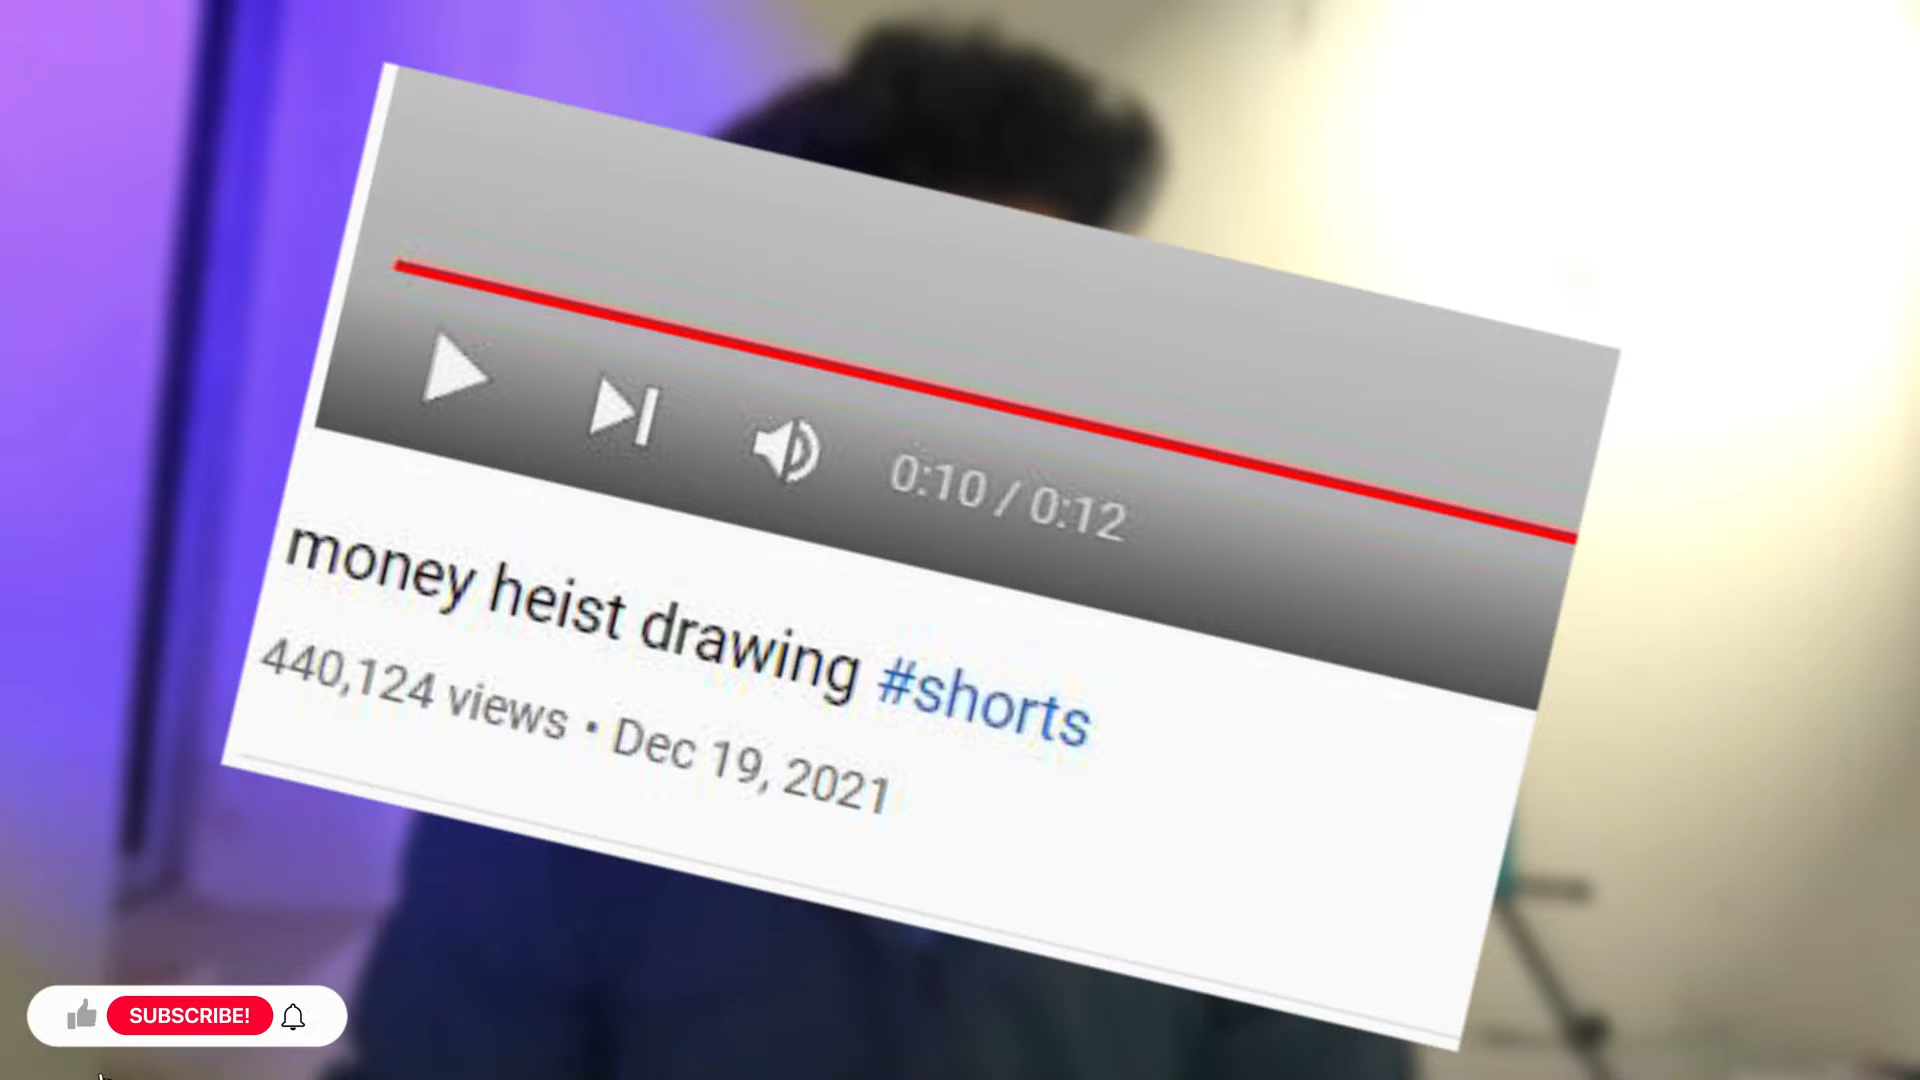 0:10 / 0:12
money heist drawing #shorts
440,124 views • Dec 19, 2021
SUBSCRIBE!